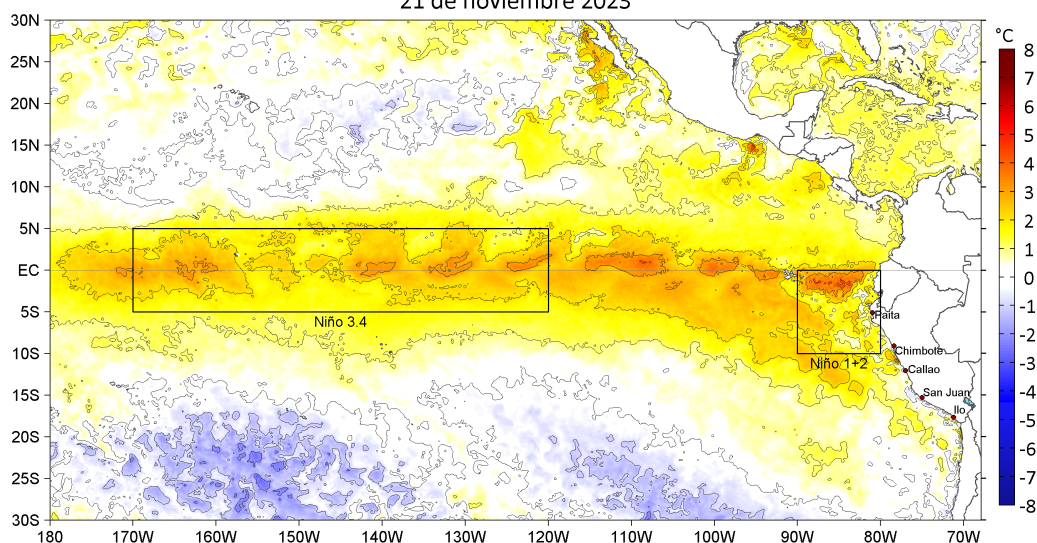 21 de noviembre 2023
30N
25N
20N
15N
10N
5N
EC
5S
10S
15S
20S
25S
30S
180
170W
160W
150W
140W
130W
120W
110W
100W
90W
80W
70W
Niño 3.4
Niño 1+2
Paita
Chimbote
Callao
San Juan
Ilo
°C
8
7
6
5
4
3
2
1
0
-1
-2
-3
-4
-5
-6
-7
-8